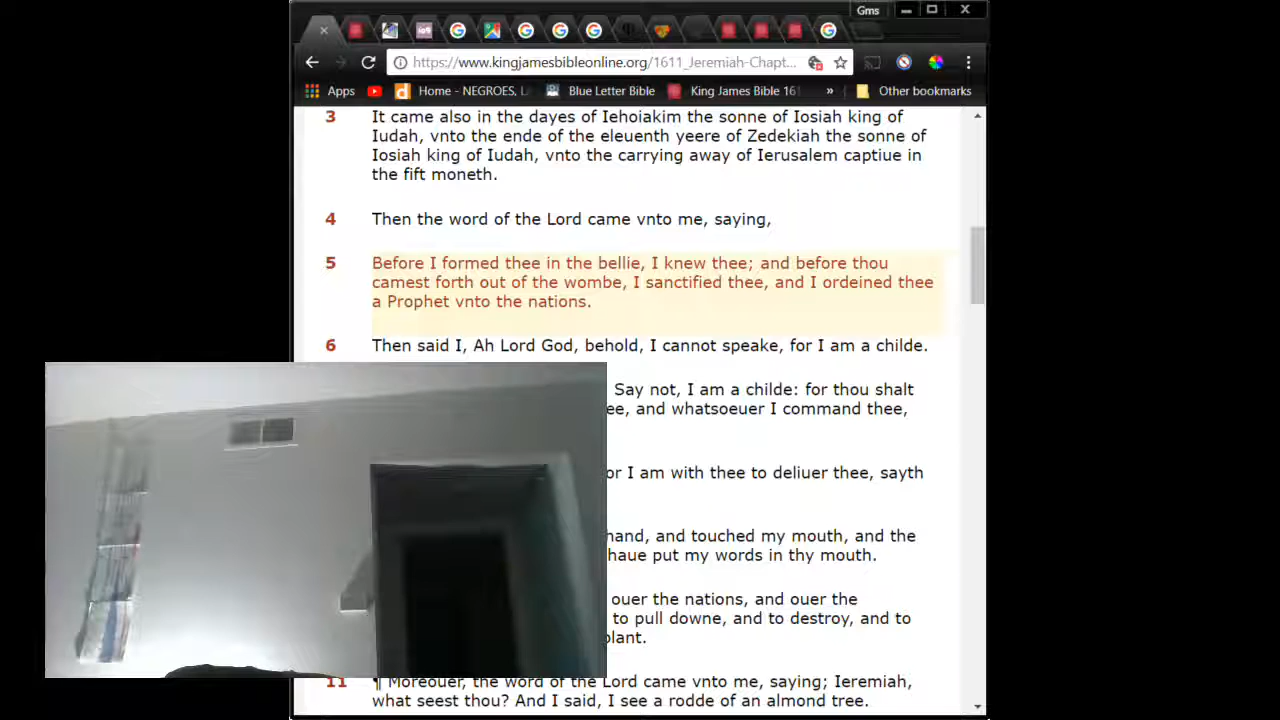 Gms
https://www.kingjamesbibleonline.org/1611_Jeremiah-Chapt...
Apps
Home - NEGROES, LA
Blue Letter Bible
King James Bible 161
»
Other bookmarks
3 It came also in the dayes of Iehoiakim the sonne of Iosiah king of
Iudah, vnto the ende of the eleuenth yeere of Zedekiah the sonne of
Iosiah king of Iudah, vnto the carrying away of Ierusalem captiue in
the fift moneth.
4 Then the word of the Lord came vnto me, saying,
5 Before I formed thee in the bellie, I knew thee; and before thou
camest forth out of the wombe, I sanctified thee, and I ordeined thee
a Prophet vnto the nations.
6 Then said I, Ah Lord God, behold, I cannot speake, for I am a childe.
Say not, I am a childe: for thou shalt
ee, and whatsoeuer I command thee,
or I am with thee to deliuer thee, sayth
hand, and touched my mouth, and the
haue put my words in thy mouth.
ouer the nations, and ouer the
to pull downe, and to destroy, and to
plant.
11 ¶ Moreouer, the word of the Lord came vnto me, saying; Ieremiah,
what seest thou? And I said, I see a rodde of an almond tree.